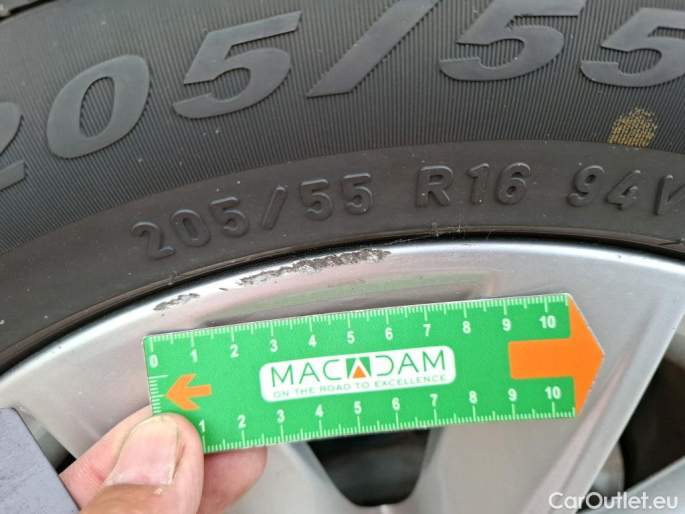 205/55
205/55 R16 94V
0 1 2 3 4 5 6 7 8 9 10
MACADAM
ON THE ROAD TO EXCELLENCE
1 2 3 4 5 6 7 8 9 10
CarOutlet.eu